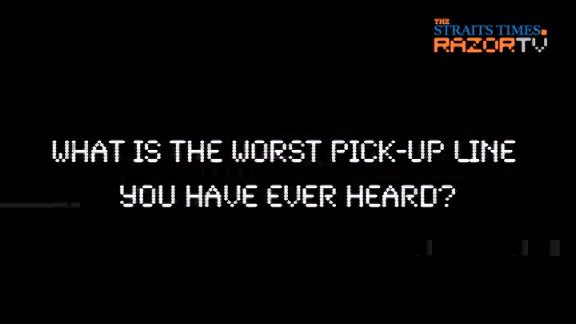 THE
STRAITS TIMES
RAZORTV
WHAT IS THE WORST PICK-UP LINE
YOU HAVE EVER HEARD?